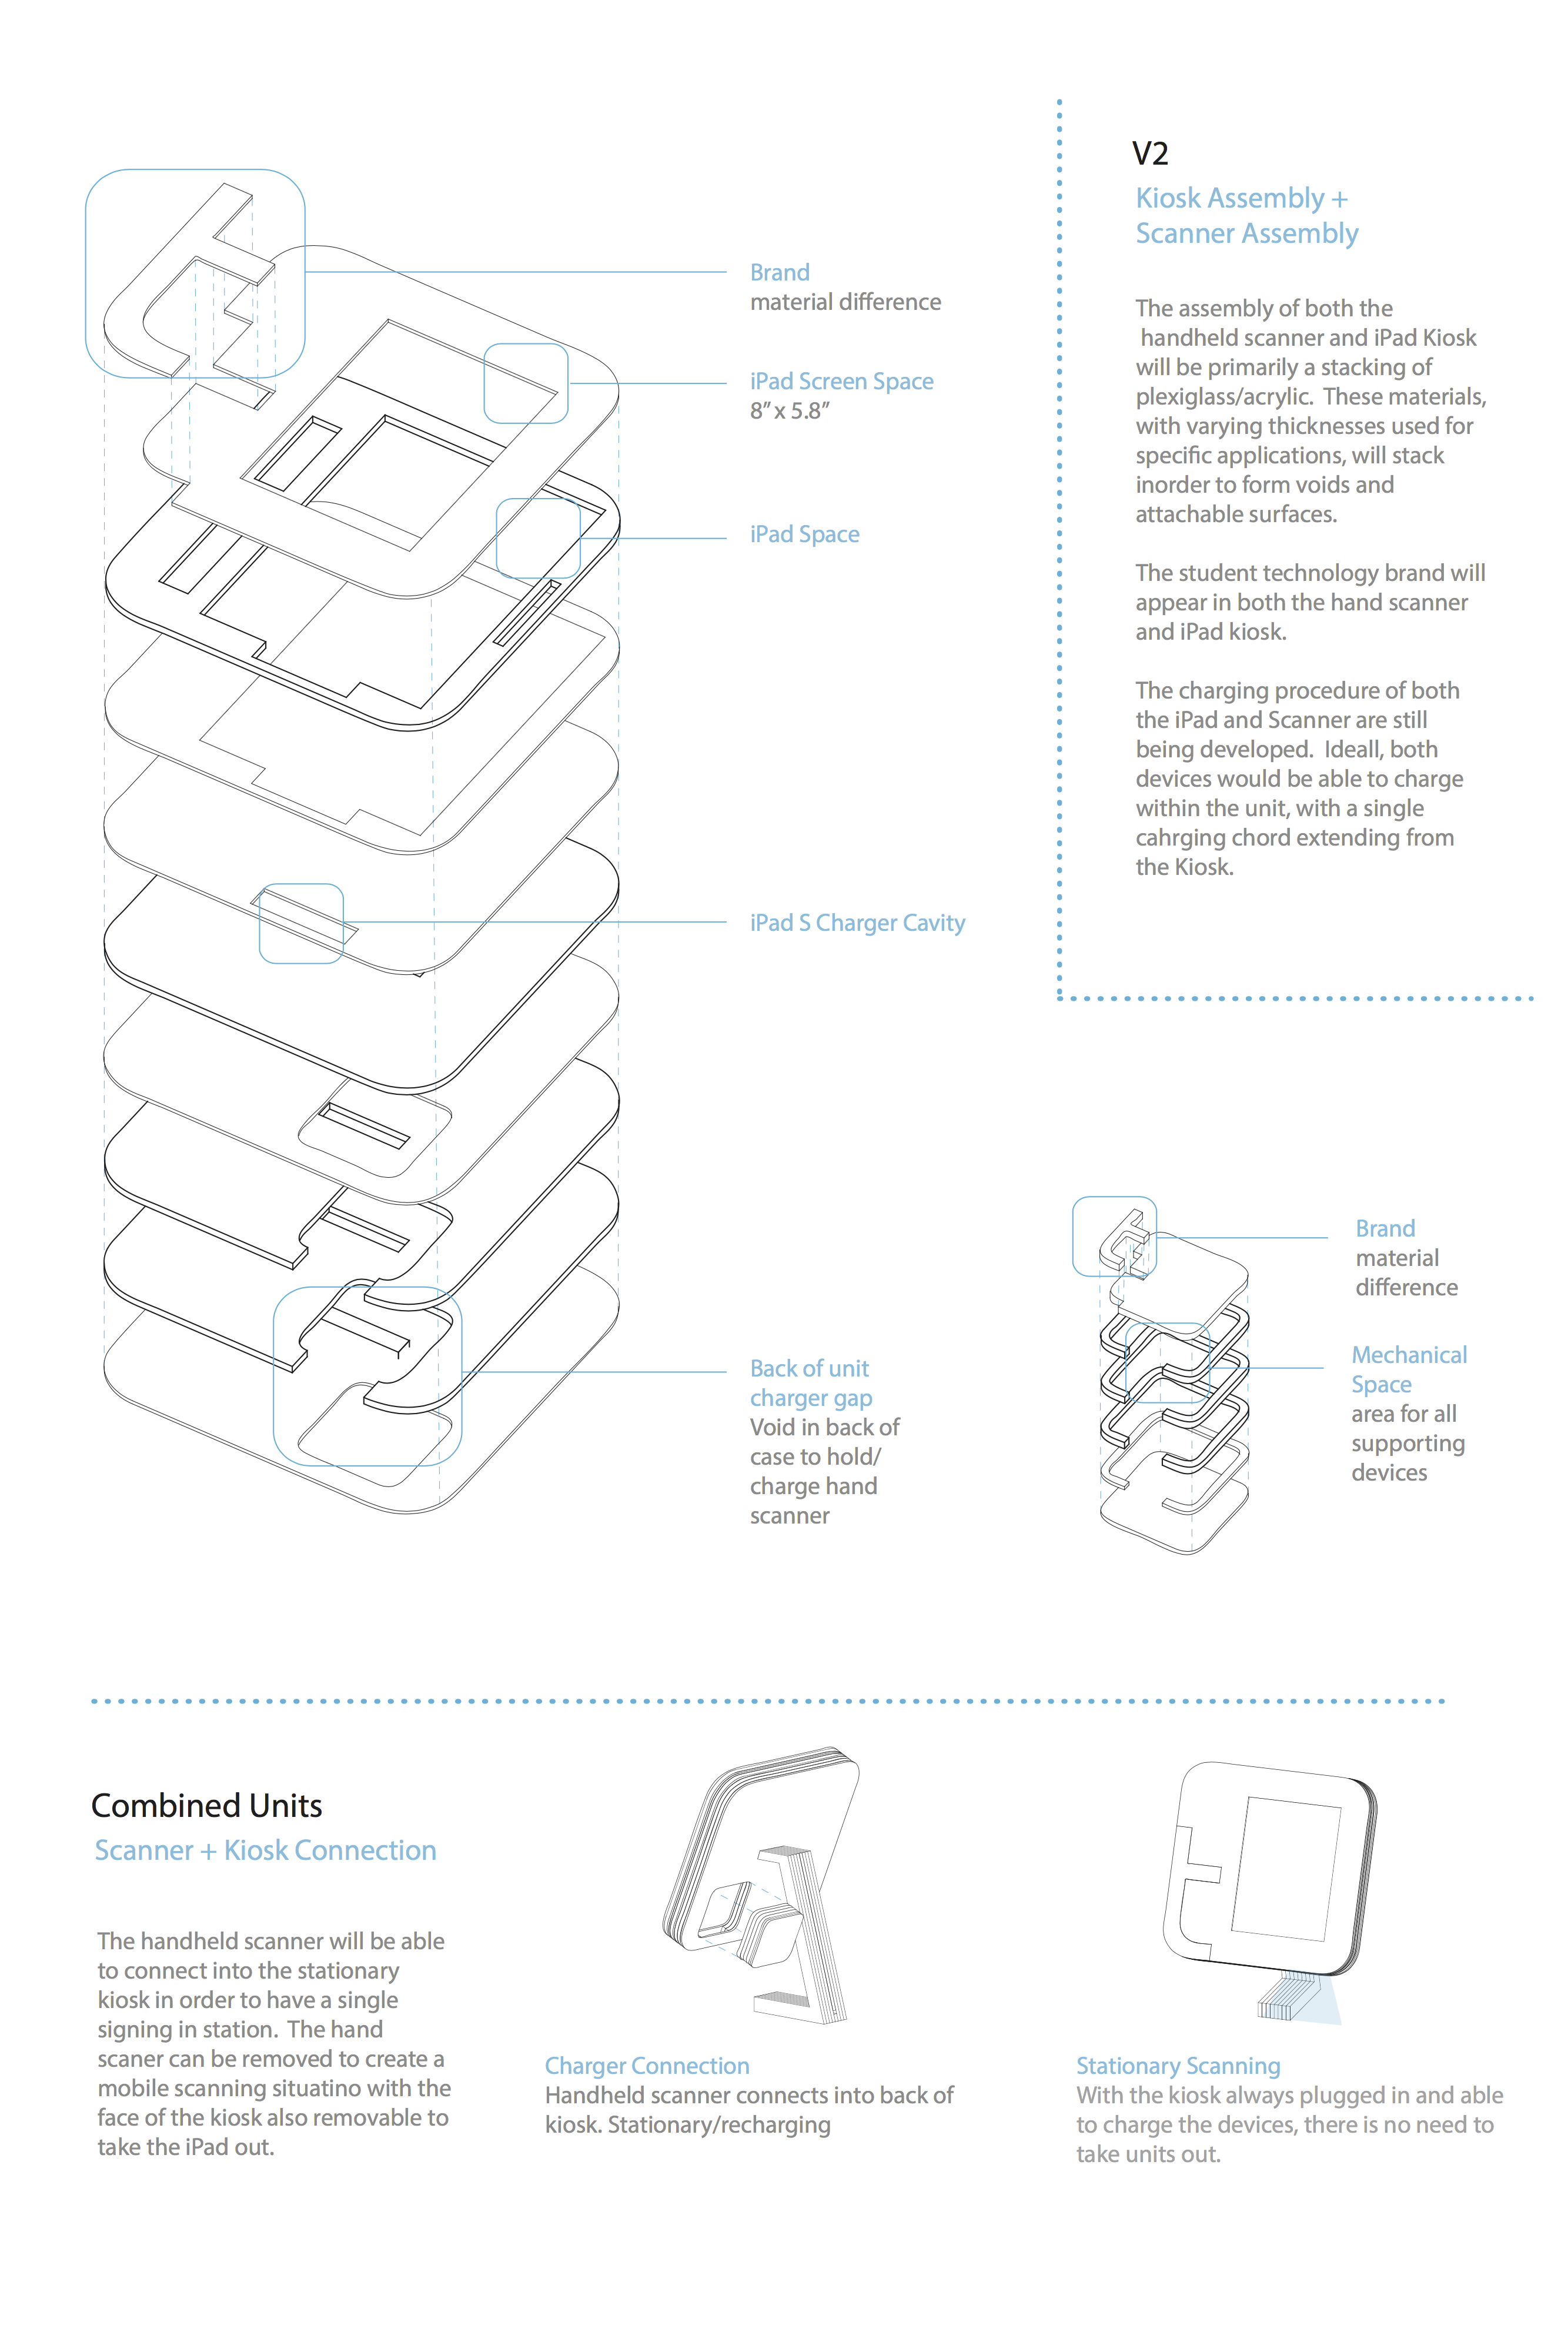 V2
Kiosk Assembly +
Scanner Assembly
The assembly of both the
handheld scanner and iPad Kiosk
will be primarily a stacking of
plexiglass/acrylic. These materials,
with varying thicknesses used for
specific applications, will stack
inorder to form voids and
attachable surfaces.
The student technology brand will
appear in both the hand scanner
and iPad kiosk.
The charging procedure of both
the iPad and Scanner are still
being developed. Ideall, both
devices would be able to charge
within the unit, with a single
cahrging chord extending from
the Kiosk.
Brand
material difference
iPad Screen Space
8” x 5.8”
iPad Space
iPad S Charger Cavity
Back of unit
charger gap
Void in back of
case to hold/
charge hand
scanner
Brand
material
difference
Mechanical
Space
area for all
supporting
devices
Combined Units
Scanner + Kiosk Connection
The handheld scanner will be able
to connect into the stationary
kiosk in order to have a single
signing in station. The hand
scaner can be removed to create a
mobile scanning situatino with the
face of the kiosk also removable to
take the iPad out.
Charger Connection
Handheld scanner connects into back of
kiosk. Stationary/recharging
Stationary Scanning
With the kiosk always plugged in and able
to charge the devices, there is no need to
take units out.